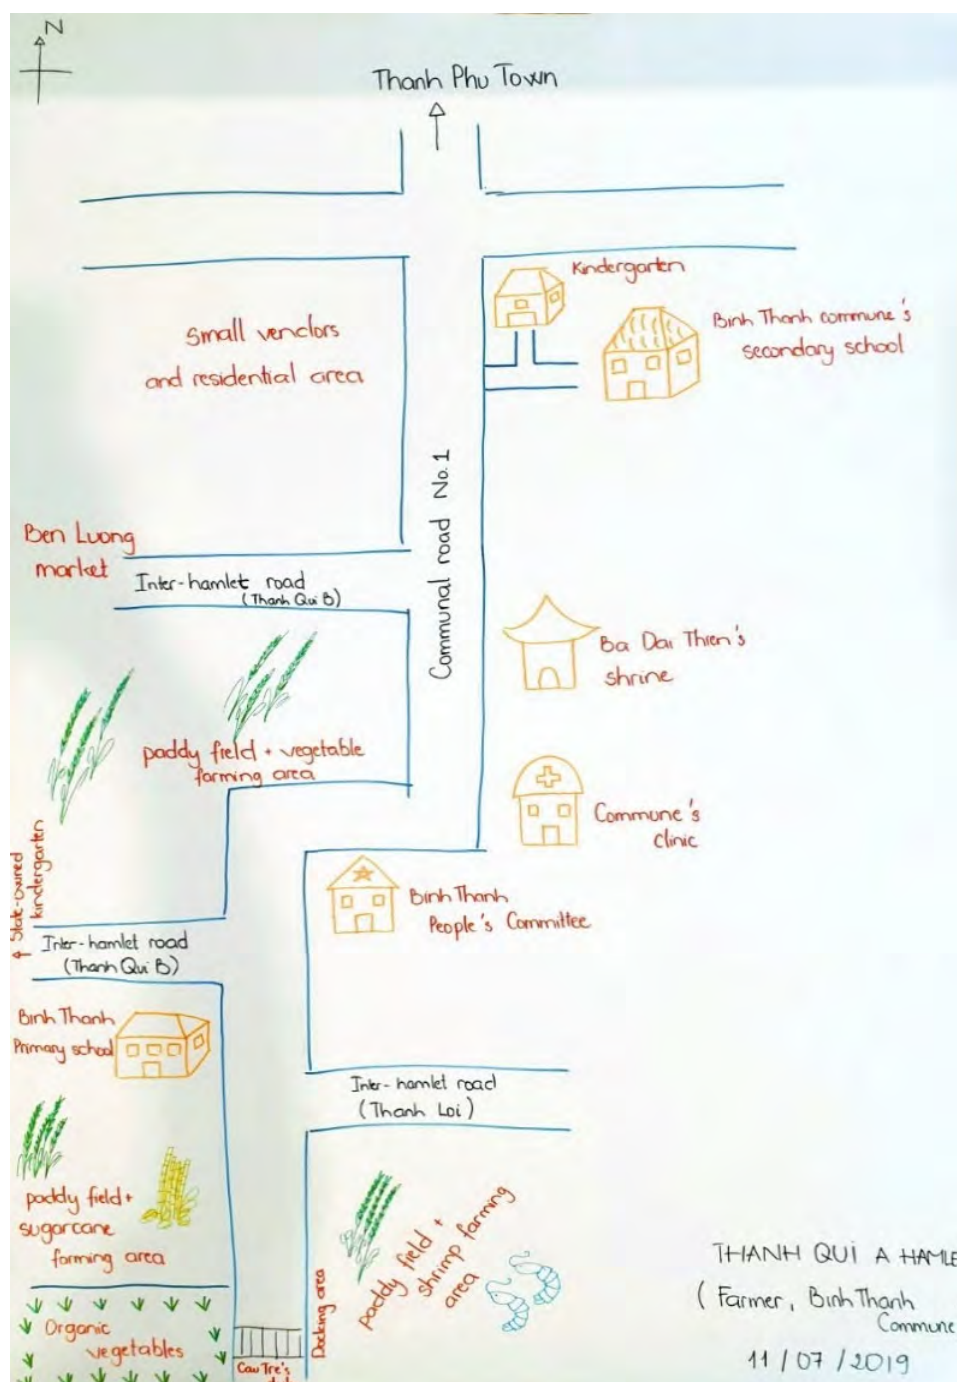 N
Thanh Phu Town
Kindergarten
Binh Thanh commune's
secondary school
Small vendors
and residential area
Communal road No.1
Ben Luong
market
Inter-hamlet road
(Thanh Qui B)
Ba Dai Thien's
shrine
paddy field + vegetable
farming area
Commune's
clinic
State-owned
kindergarten
Binh Thanh
People's Committee
Inter-hamlet road
(Thanh Qui B)
Binh Thanh
Primary school
Inter-hamlet road
(Thanh Loi)
paddy field +
sugarcane
farming area
paddy field +
shrimp farming
area
Docking area
Organic
vegetables
Cau Tre's
THANH QUI A HAMLE
(Farmer, Binh Thanh
Commune
11/07/2019